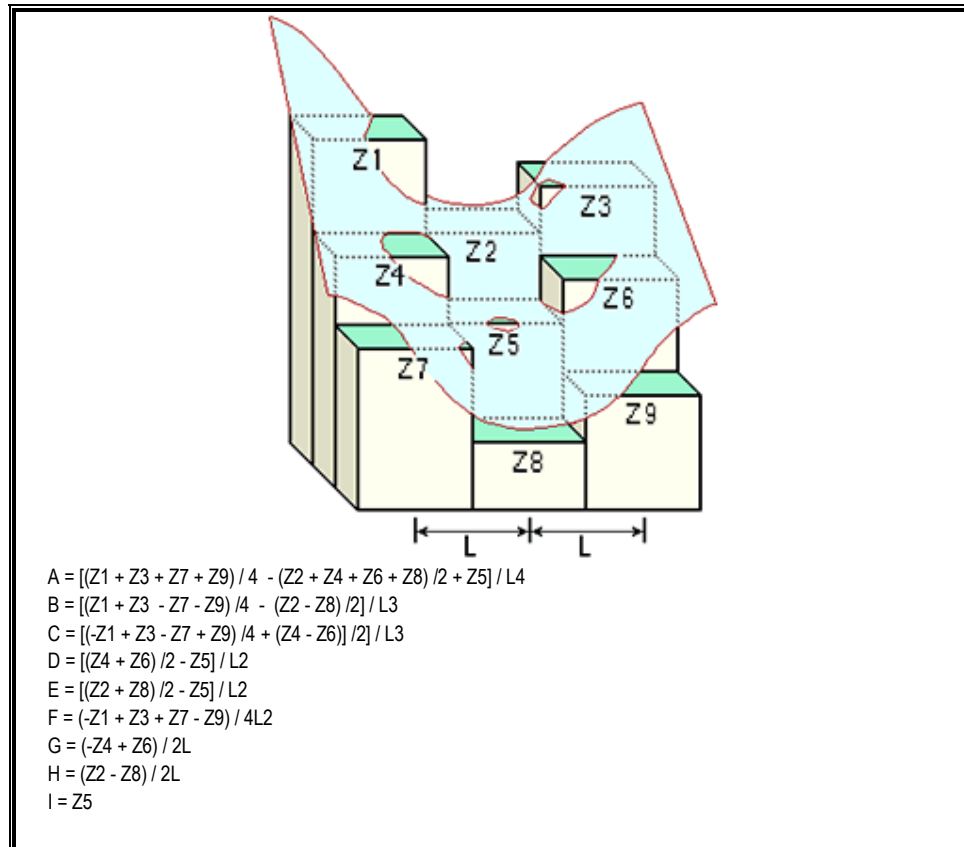 Z1
Z3
Z2
Z4
Z6
Z5
Z7
Z9
Z8
L L
A = [(Z1 + Z3 + Z7 + Z9) / 4 - (Z2 + Z4 + Z6 + Z8) /2 + Z5] / L4
B = [(Z1 + Z3 - Z7 - Z9) /4 - (Z2 - Z8) /2] / L3
C = [(-Z1 + Z3 - Z7 + Z9) /4 + (Z4 - Z6)] /2] / L3
D = [(Z4 + Z6) /2 - Z5] / L2
E = [(Z2 + Z8) /2 - Z5] / L2
F = (-Z1 + Z3 + Z7 - Z9) / 4L2
G = (-Z4 + Z6) / 2L
H = (Z2 - Z8) / 2L
I = Z5